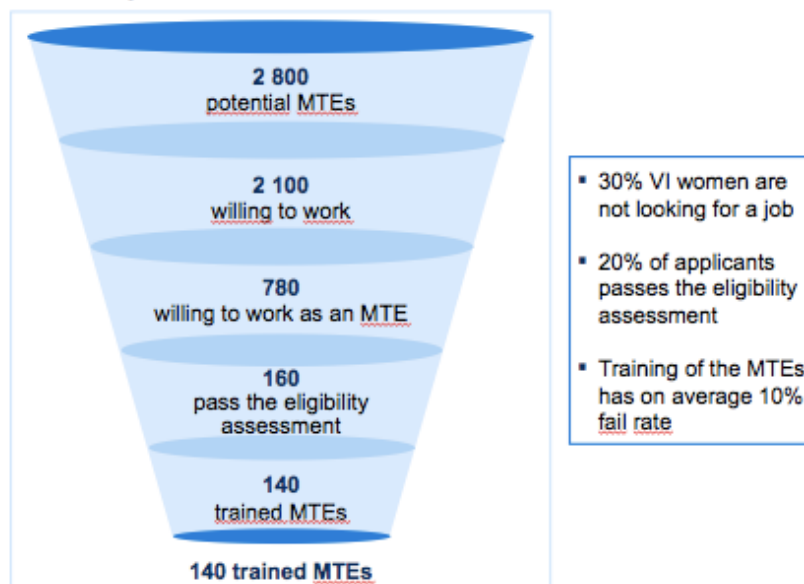 2 800
potential MTEs
2 100
willing to work
780
willing to work as an MTE
160
pass the eligibility
assessment
140
trained MTEs
140 trained MTEs
▪ 30% VI women are
not looking for a job
▪ 20% of applicants
passes the eligibility
assessment
▪ Training of the MTEs
has on average 10%
fail rate